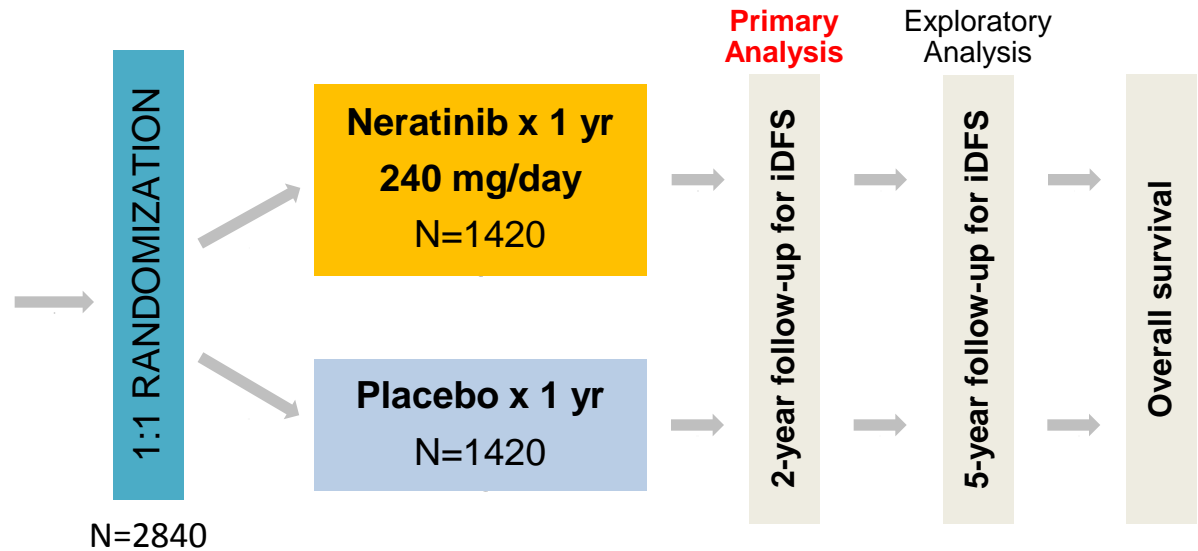 1:1 RANDOMIZATION
N=2840
Neratinib x 1 yr
240 mg/day
N=1420
Placebo x 1 yr
N=1420
Primary
Analysis
2-year follow-up for iDFS
Exploratory
Analysis
5-year follow-up for iDFS
Overall survival